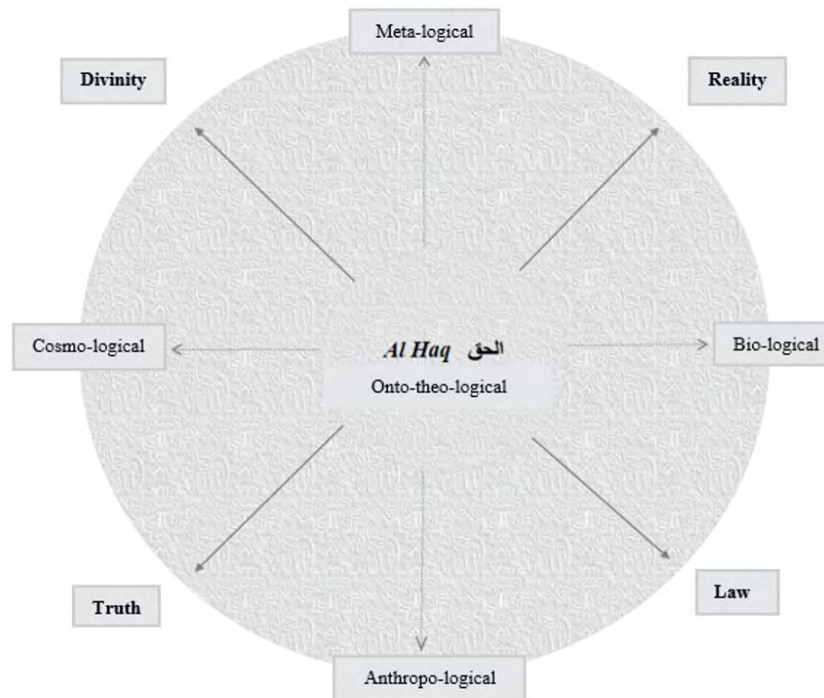 Meta-logical
Divinity
Reality
Cosmo-logical
Al Haq الحق
Bio-logical
Onto-theo-logical
Truth
Law
Anthropo-logical